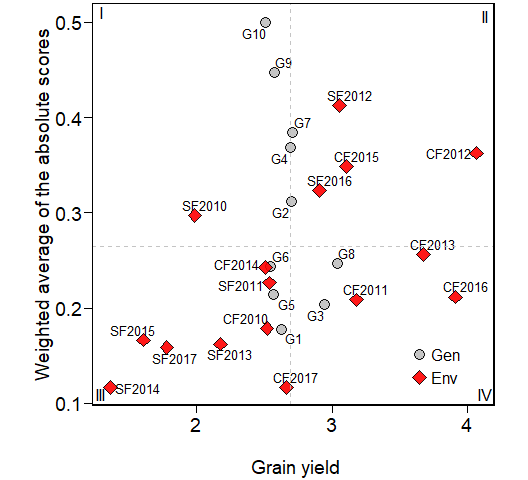 I
II
0.5
G10
G9
SF2012
0.4
G7
G4
CF2015
CF2012
SF2016
0.3
SF2010
G2
CF2013
G6
G8
CF2014
SF2011
CF2011
CF2016
G5
G3
0.2
CF2010
G1
SF2015
SF2017
SF2013
Gen
Env
CF2017
SF2014
III
IV
0.1
2
3
4
Grain yield
Weighted average of the absolute scores